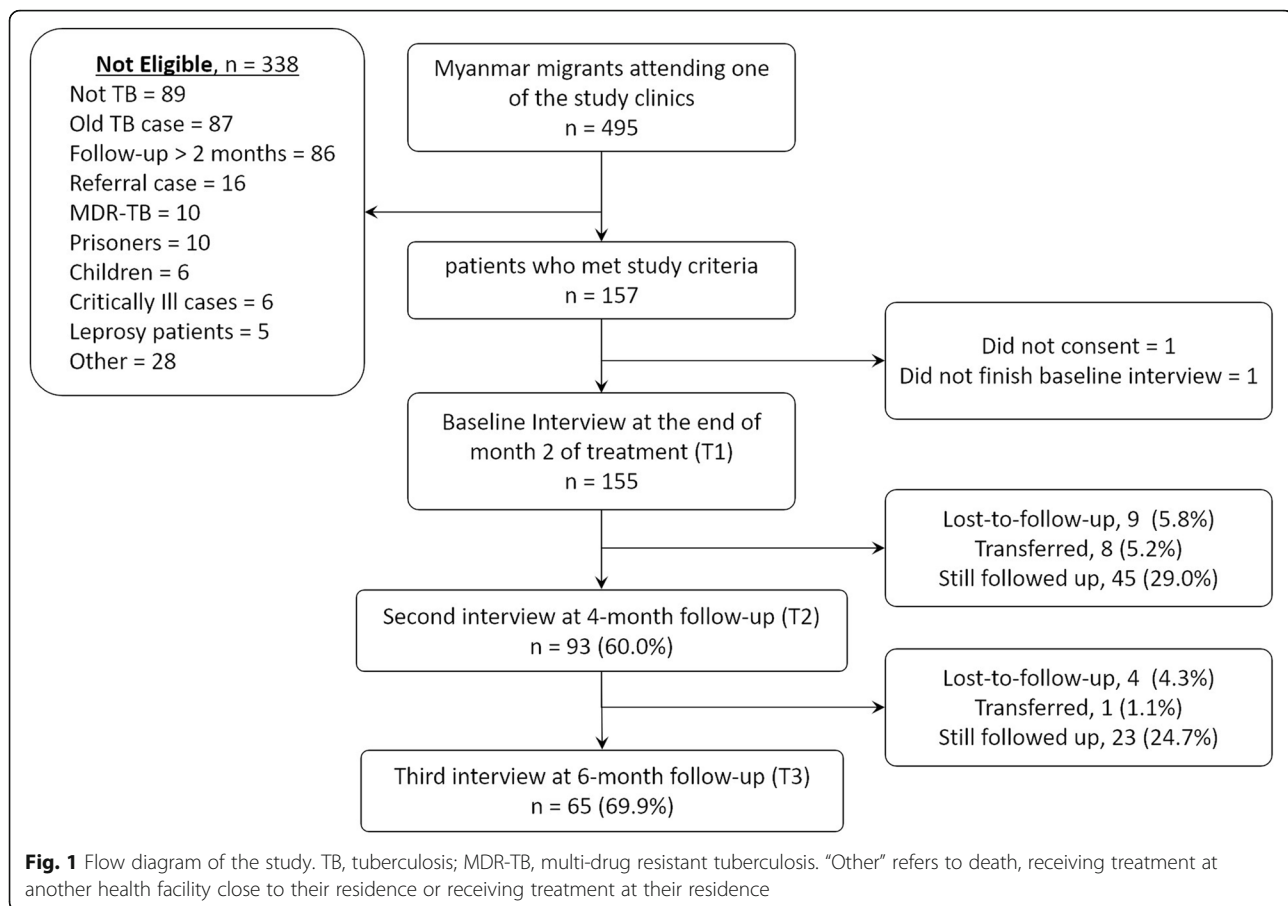 Not Eligible, n = 338
Not TB = 89
Old TB case = 87
Follow-up > 2 months = 86
Referral case = 16
MDR-TB = 10
Prisoners = 10
Children = 6
Critically Ill cases = 6
Leprosy patients = 5
Other = 28
Myanmar migrants attending one
of the study clinics
n = 495
patients who met study criteria
n = 157
Did not consent = 1
Did not finish baseline interview = 1
Baseline Interview at the end of
month 2 of treatment (T1)
n = 155
Lost-to-follow-up, 9 (5.8%)
Transferred, 8 (5.2%)
Still followed up, 45 (29.0%)
Second interview at 4-month follow-up (T2)
n = 93 (60.0%)
Lost-to-follow-up, 4 (4.3%)
Transferred, 1 (1.1%)
Still followed up, 23 (24.7%)
Third interview at 6-month follow-up (T3)
n = 65 (69.9%)
Fig. 1 Flow diagram of the study. TB, tuberculosis; MDR-TB, multi-drug resistant tuberculosis. “Other” refers to death, receiving treatment at
another health facility close to their residence or receiving treatment at their residence